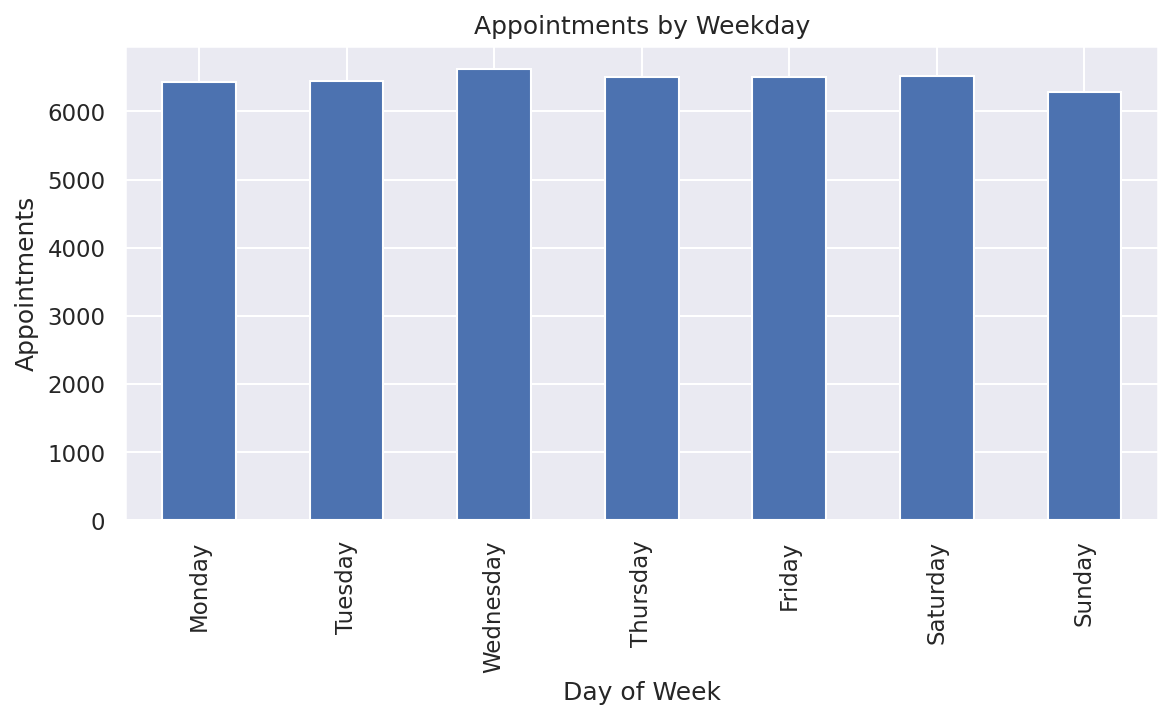 Appointments by Weekday
Appointments
6000
5000
4000
3000
2000
1000
0
Monday
Tuesday
Wednesday
Thursday
Friday
Saturday
Sunday
Day of Week